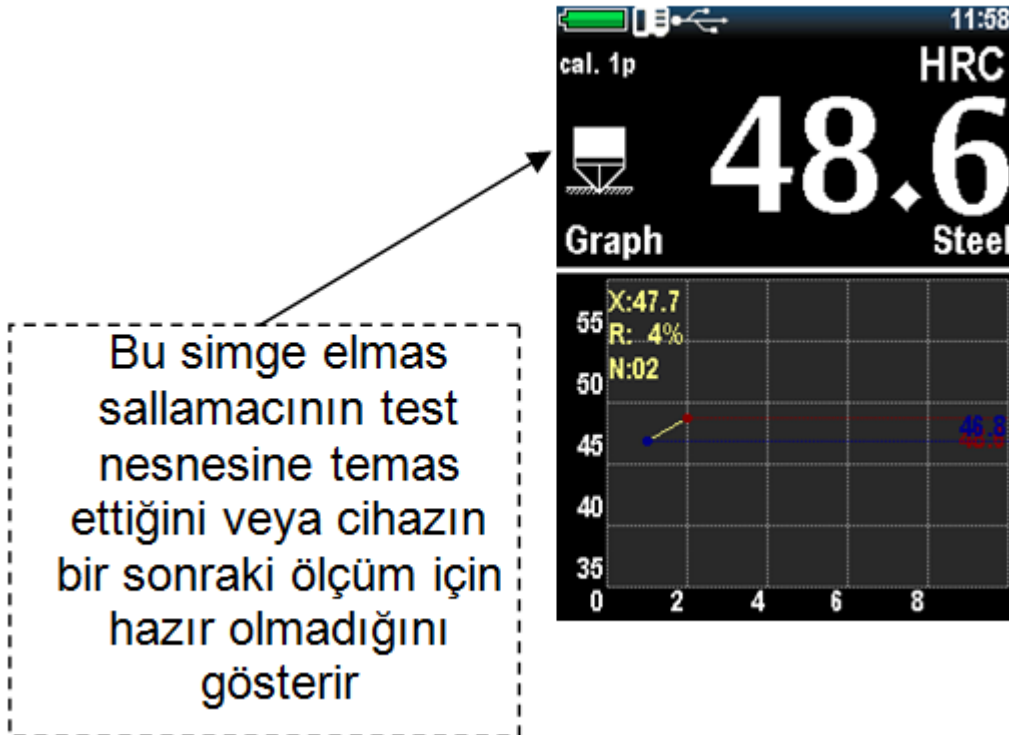 11:58
cal. 1p
HRC
48.6
Graph
Steel
X:47.7
R: 4%
N:02
55
50
45
40
35
46.8
0 2 4 6 8
Bu simge elmas
sallamacının test
nesnesine temas
ettiğini veya cihazın
bir sonraki ölçüm için
hazır olmadığını
gösterir